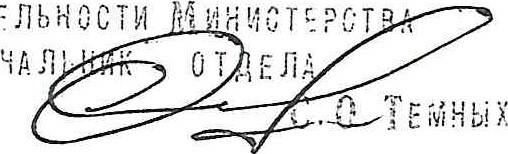 ЕЛЬНОСТИ МИНИСТЕРСТВА
ЧАЛЬНИК ОТДЕЛА
С.О ТЕМНЫХ